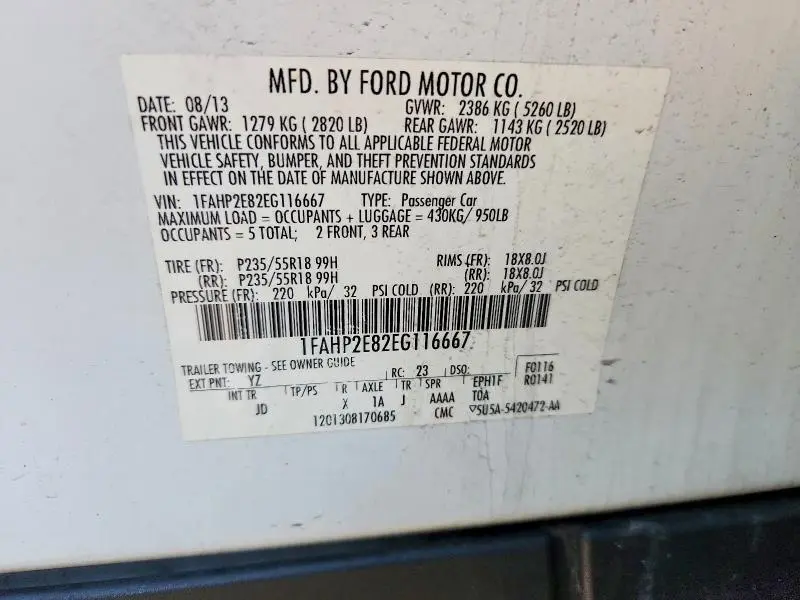 MFD. BY FORD MOTOR CO.
DATE: 08/13 GVWR: 2386 KG ( 5260 LB)
FRONT GAWR: 1279 KG ( 2820 LB) REAR GAWR: 1143 KG ( 2520 LB)
THIS VEHICLE CONFORMS TO ALL APPLICABLE FEDERAL MOTOR
VEHICLE SAFETY, BUMPER, AND THEFT PREVENTION STANDARDS
IN EFFECT ON THE DATE OF MANUFACTURE SHOWN ABOVE.
VIN: 1FAHP2E82EG116667 TYPE: Passenger Car
MAXIMUM LOAD = OCCUPANTS + LUGGAGE = 430KG/ 950LB
OCCUPANTS = 5 TOTAL; 2 FRONT, 3 REAR
TIRE (FR): P235/55R18 99H RIMS (FR): 18X8.0J
(RR): P235/55R18 99H (RR): 18X8.0J
PRESSURE (FR): 220 kPa/ 32 PSI COLD (RR): 220 kPa/ 32 PSI COLD
1FAHP2E82EG116667
TRAILER TOWING - SEE OWNER GUIDE
EXT PNT: YZ RC: 23 DSO: F0116
R0141
INT TR TP/PS R AXLE TR SPR EPH1F
JD X 1A J AAAA TOA
1201308170685 CMC ▽5U5A-5420472-AA